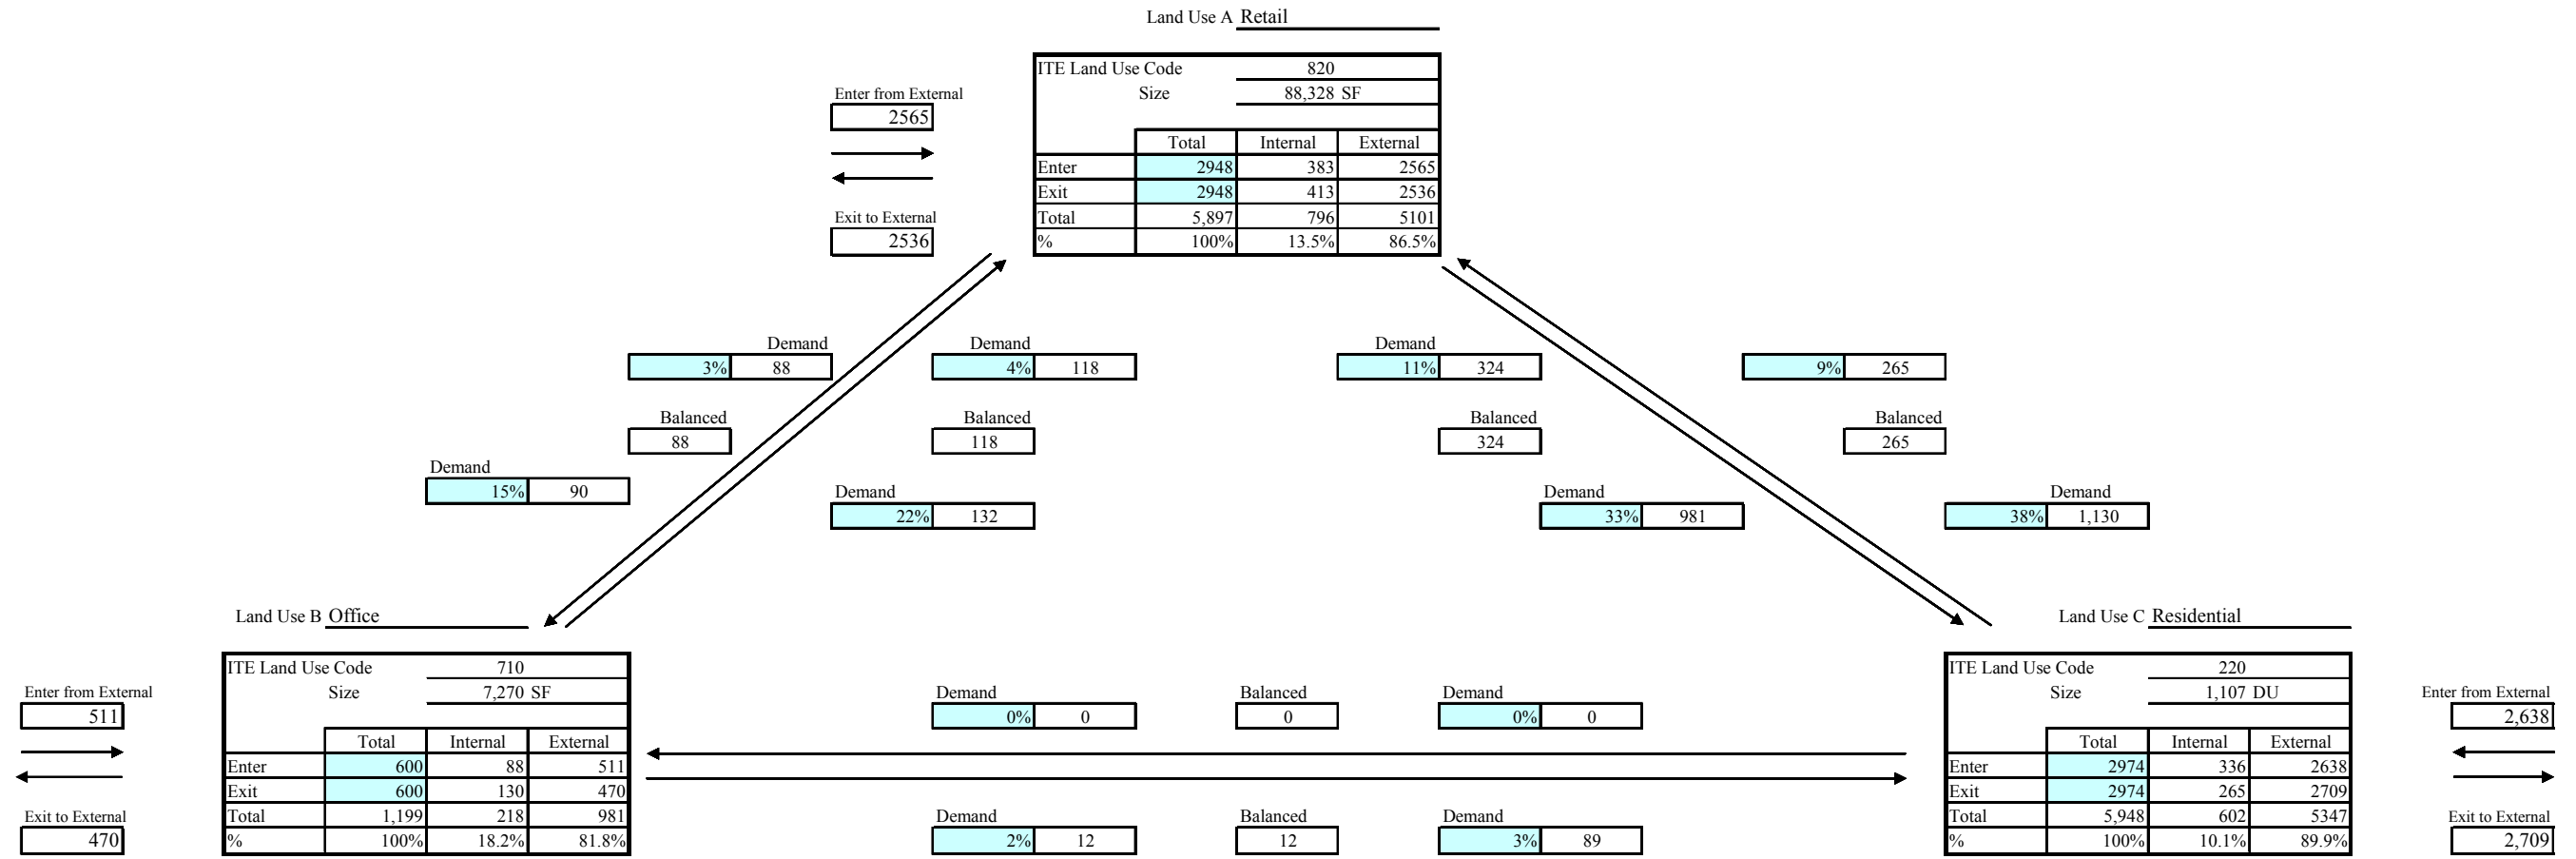 Land Use A Retail
ITE Land Use Code 820
Size 88,328 SF
Enter from External
2565
Total Internal External
Enter 2948 383 2565
Exit 2948 413 2536
Exit to External
Total 5,897 796 5101
2536
% 100% 13.5% 86.5%
Demand Demand Demand
3% 88 4% 118 11% 324 9% 265
Balanced Balanced Balanced Balanced
88 118 324 265
Demand
15% 90
Demand Demand Demand
22% 132 33% 981 38% 1,130
Land Use B Office
Land Use C Residential
ITE Land Use Code 710
Size 7,270 SF
Enter from External
511
Total Internal External
Enter 600 88 511
Exit 600 130 470
Total 1,199 218 981
% 100% 18.2% 81.8%
Exit to External
470
Demand Balanced Demand
0% 0 0 0% 0
Demand Balanced Demand
2% 12 12 3% 89
ITE Land Use Code 220
Size 1,107 DU
Total Internal External
Enter 2974 336 2638
Exit 2974 265 2709
Total 5,948 602 5347
% 100% 10.1% 89.9%
Enter from External
2,638
Exit to External
2,709